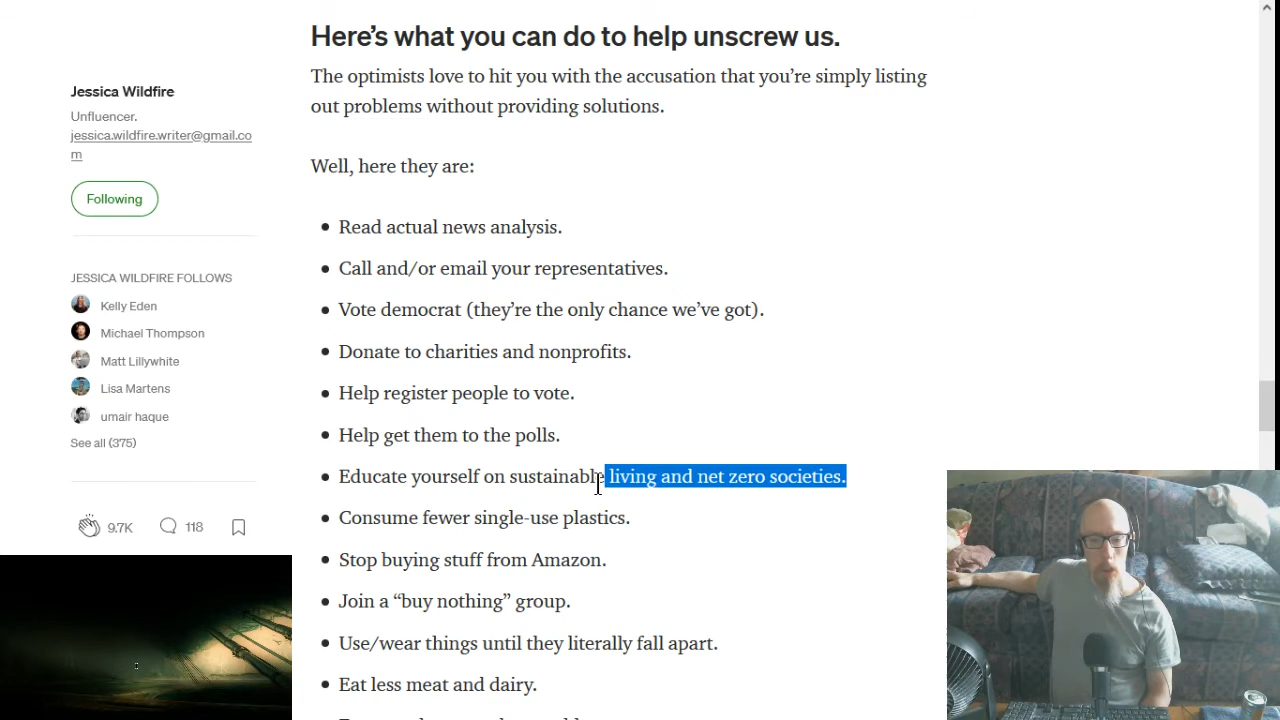 Here's what you can do to help unscrew us.
The optimists love to hit you with the accusation that you're simply listing
out problems without providing solutions.
Well, here they are:
Read actual news analysis.
Call and/or email your representatives.
Vote democrat (they're the only chance we've got).
Donate to charities and nonprofits.
Help register people to vote.
Help get them to the polls.
Educate yourself on sustainable living and net zero societies.
Consume fewer single-use plastics.
Stop buying stuff from Amazon.
Join a “buy nothing” group.
Use/wear things until they literally fall apart.
Eat less meat and dairy.
Jessica Wildfire
Unfluencer.
jessica.wildfire.writer@gmail.co
m
Following
JESSICA WILDFIRE FOLLOWS
Kelly Eden
Michael Thompson
Matt Lillywhite
Lisa Martens
umair haque
See all (375)
9.7K 118